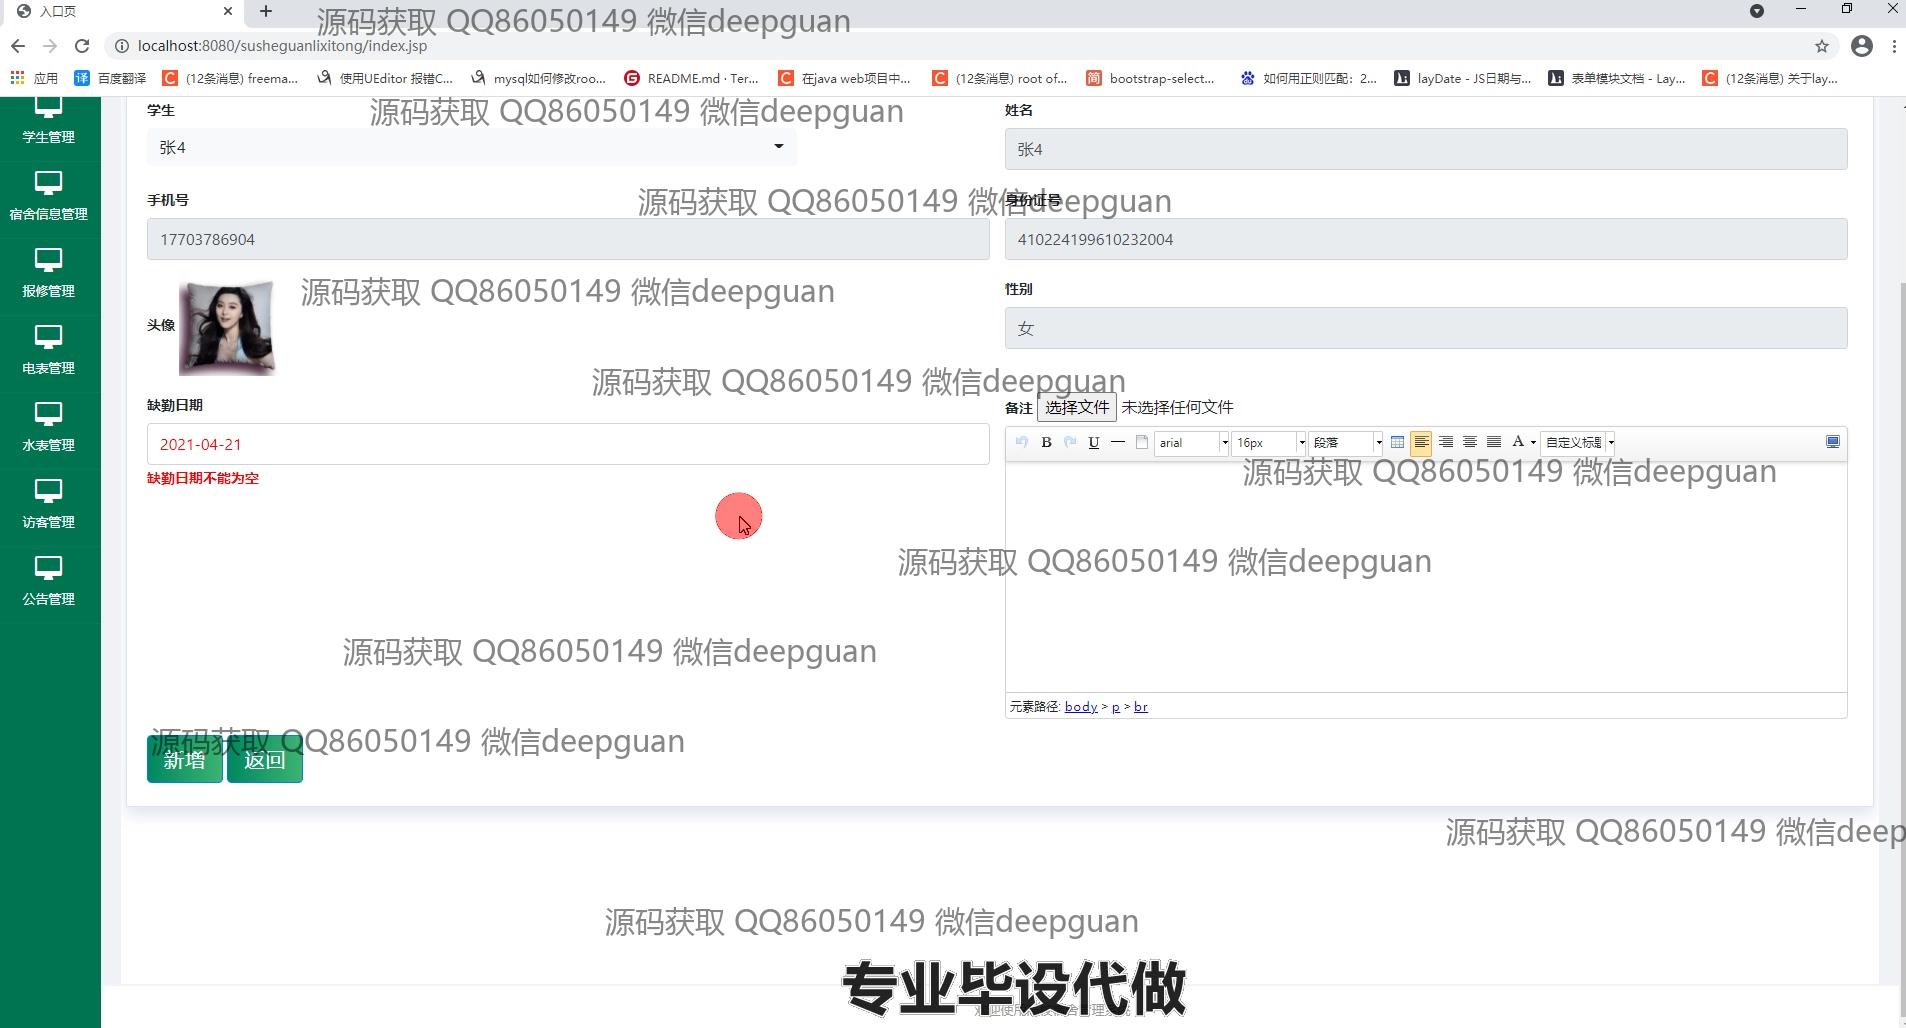 入口页
源码获取 QQ86050149 微信deepguan
localhost:8080/susheguanlixitong/index.jsp
应用 百度翻译 (12条消息) freema... 使用UEditor 报错C... mysql如何修改roo... README.md · Ter... 在java web项目中... (12条消息) root of... bootstrap-select... 如何用正则匹配：2... layDate - JS日期与... 表单模块文档 - Lay... (12条消息) 关于lay...
学生
源码获取 QQ86050149 微信deepguan
姓名
学生管理
张4
张4
手机号
源码获取 QQ86050149 微信deepguan
身份证号
宿舍信息管理
17703786904
410224199610232004
报修管理
源码获取 QQ86050149 微信deepguan
性别
头像
女
电表管理
源码获取 QQ86050149 微信deepguan
缺勤日期
备注 选择文件 未选择任何文件
水表管理
2021-04-21
B U arial 16px 段落 A 自定义标题
源码获取 QQ86050149 微信deepguan
缺勤日期不能为空
访客管理
源码获取 QQ86050149 微信deepguan
公告管理
源码获取 QQ86050149 微信deepguan
元素路径: body > p > br
源码获取 QQ86050149 微信deepguan
新增 返回
源码获取 QQ86050149 微信deep
源码获取 QQ86050149 微信deepguan
专业毕设代做